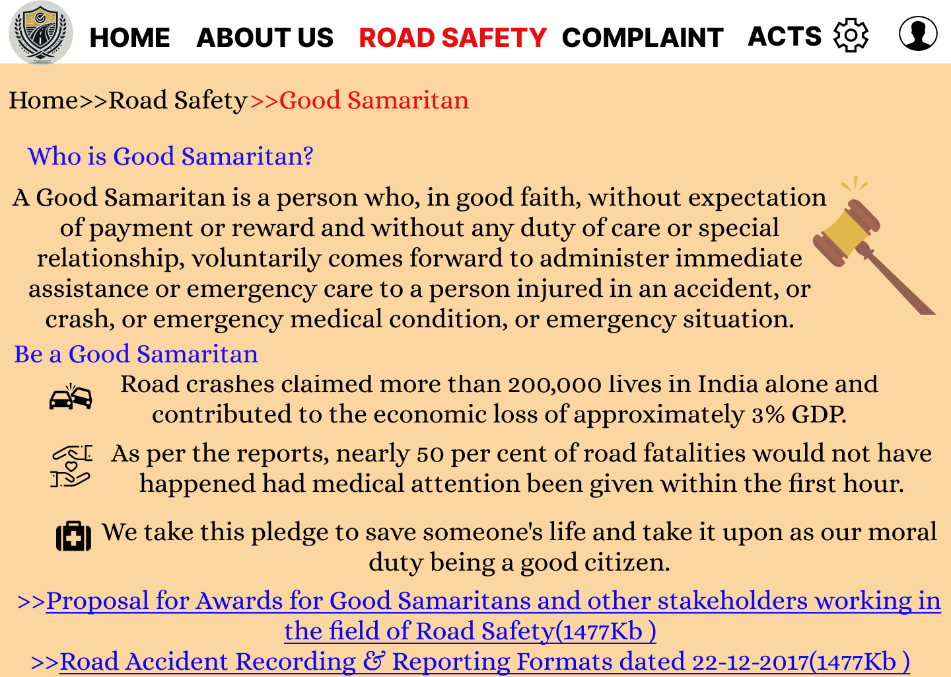 HOME ABOUT US ROAD SAFETY COMPLAINT ACTS
Home>>Road Safety>>Good Samaritan
Who is Good Samaritan?
A Good Samaritan is a person who, in good faith, without expectation
of payment or reward and without any duty of care or special
relationship, voluntarily comes forward to administer immediate
assistance or emergency care to a person injured in an accident, or
crash, or emergency medical condition, or emergency situation.
Be a Good Samaritan
Road crashes claimed more than 200,000 lives in India alone and
contributed to the economic loss of approximately 3% GDP.
As per the reports, nearly 50 per cent of road fatalities would not have
happened had medical attention been given within the first hour.
We take this pledge to save someone's life and take it upon as our moral
duty being a good citizen.
>>Proposal for Awards for Good Samaritans and other stakeholders working in
the field of Road Safety(1477Kb )
>>Road Accident Recording & Reporting Formats dated 22-12-2017(1477Kb )